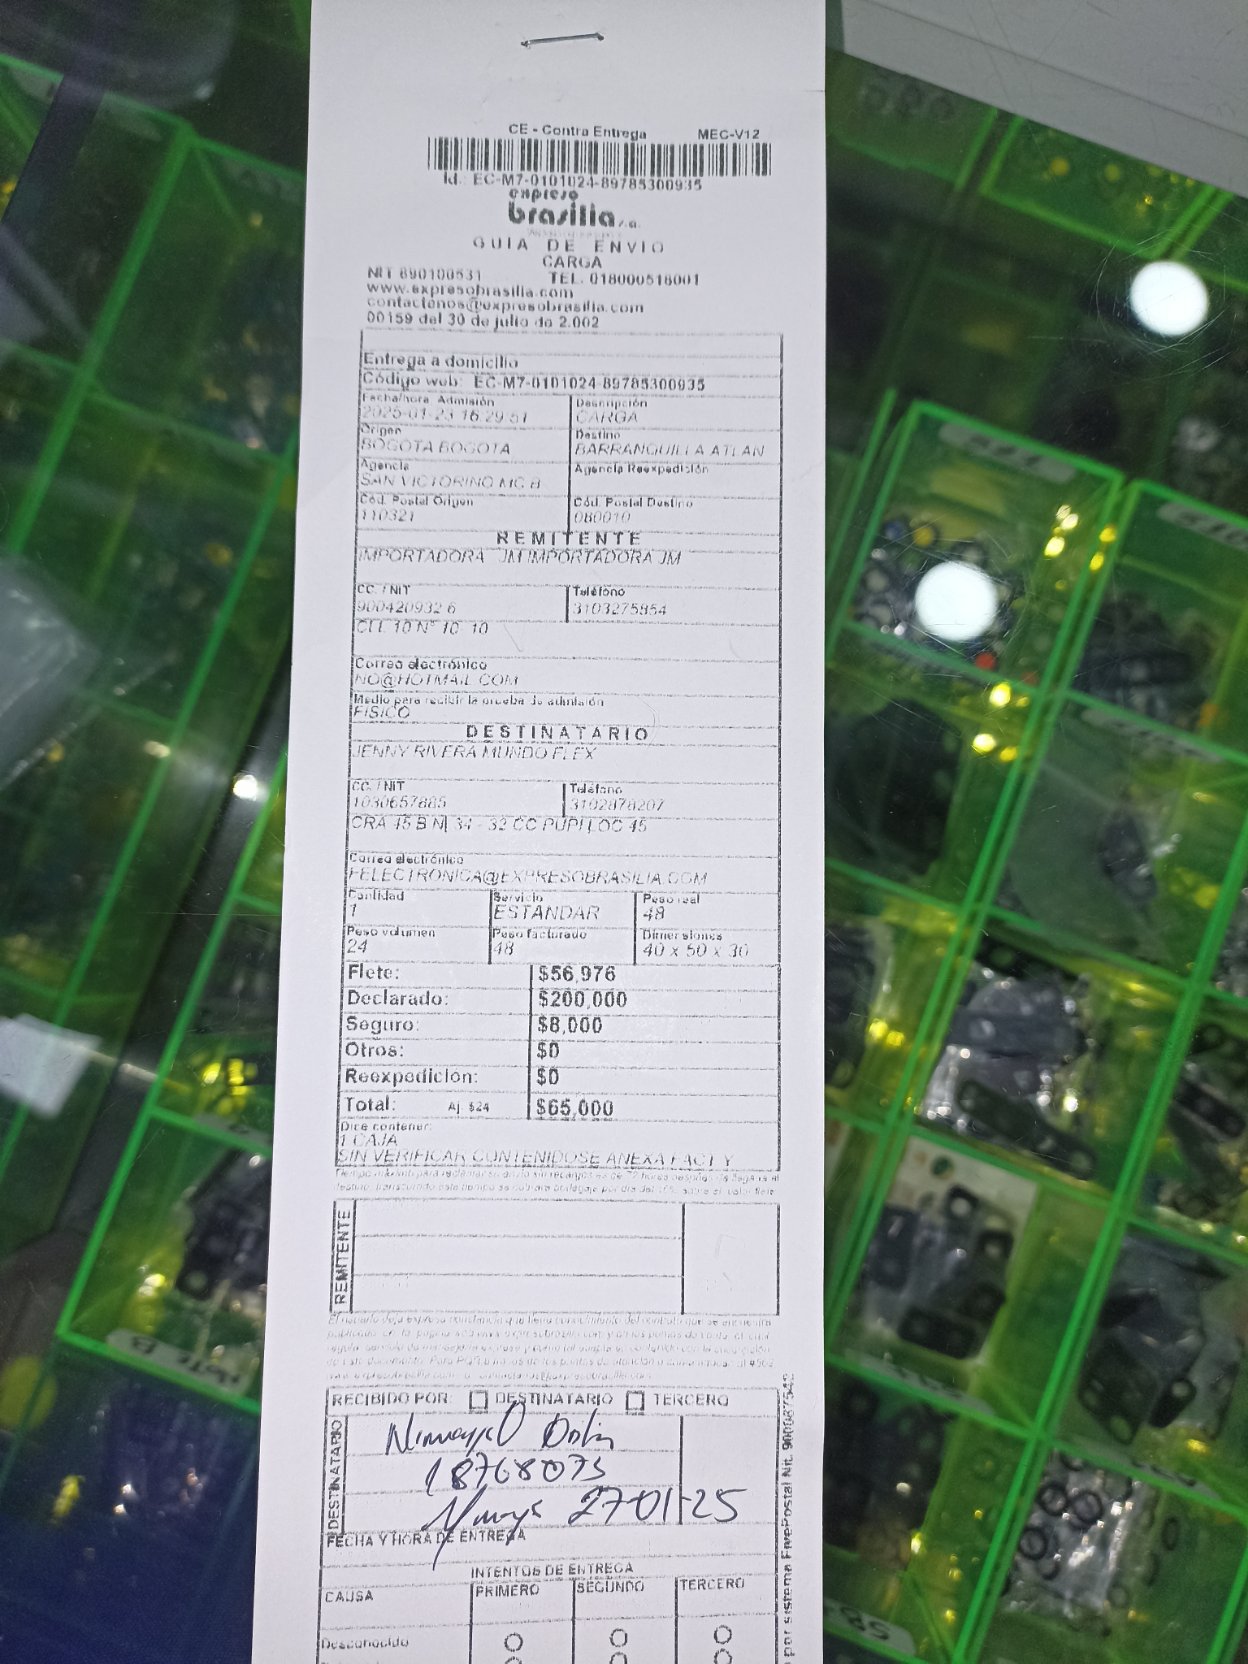 CE - Contra Entrega MEC-V12
Id.: EC-M7-0101024-89785300935
expreso
brasilia s.a.
GUIA DE ENVIO
CARGA
NIT 890100531 TEL. 018000518001
www.expresobrasilia.com
contactenos@expresobrasilia.com
00159 del 30 de julio de 2.002
Entrega a domicilio
Código web: EC-M7-0101024-89785300935
Fecha/hora Admisión Descripción
2025-01-23 16:29:51 CARGA
Origen Destino
BOGOTA BOGOTA BARRANQUILLA ATLAN
Agencia Agencia Reexpedición
SAN VICTORINO MC B
Cód. Postal Origen Cód. Postal Destino
110321 080010
REMITENTE
IMPORTADORA JM IMPORTADORA JM
CC. / NIT Teléfono
900420932 6 3103275854
CLL 10 N° 10 10
Correo electrónico
NO@HOTMAIL.COM
Medio para recibir la prueba de admisión
FISICO
DESTINATARIO
JENNY RIVERA MUNDO FLEX
CC. / NIT Teléfono
1030657885 3102878207
CRA 45 B N| 34 - 32 CC PUPI LOC 45
Correo electrónico
FELECTRONICA@EXPRESOBRASILIA.COM
Cantidad Servicio Peso real
1 ESTANDAR 48
Peso volumen Peso facturado Dimensiones
24 48 40 x 50 x 30
Flete: $56,976
Declarado: $200,000
Seguro: $8,000
Otros: $0
Reexpedición: $0
Total: Aj. $24 $65,000
Dice contener:
1 CAJA
SIN VERIFICAR CONTENIDOSE ANEXA FACT Y
REMITENTE
RECIBIDO POR: DESTINATARIO TERCERO
DESTINATARIO
18768073
27-01-25
FECHA Y HORA DE ENTREGA
INTENTOS DE ENTREGA
CAUSA PRIMERO SEGUNDO TERCERO
Desconocido